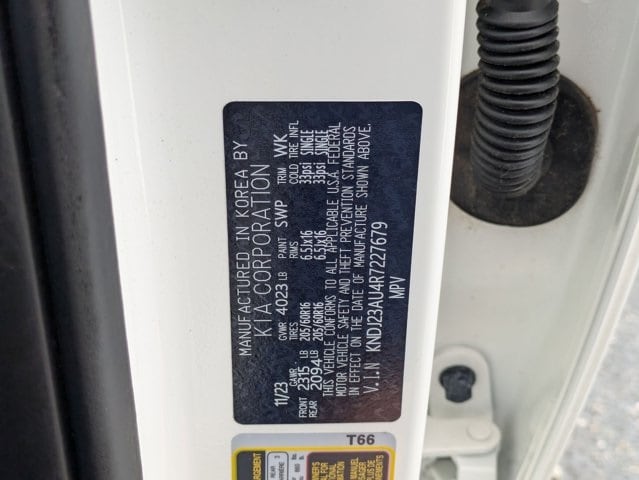 MANUFACTURED IN KOREA BY
KIA CORPORATION
11/23 GVWR 4023 LB PAINT SWP TRIM WK
GAWR TIRES RIMS COLD TIRE INFL
FRONT 2315 LB 205/60R16 6.5Jx16 33psi SINGLE
REAR 2094 LB 205/60R16 6.5Jx16 33psi SINGLE
THIS VEHICLE CONFORMS TO ALL APPLICABLE U.S.A FEDERAL
MOTOR VEHICLE SAFETY AND THEFT PREVENTION STANDARDS
IN EFFECT ON THE DATE OF MANUFACTURE SHOWN ABOVE.
V.I.N KNDJ23AU4R7227679
MPV
T66
REAR